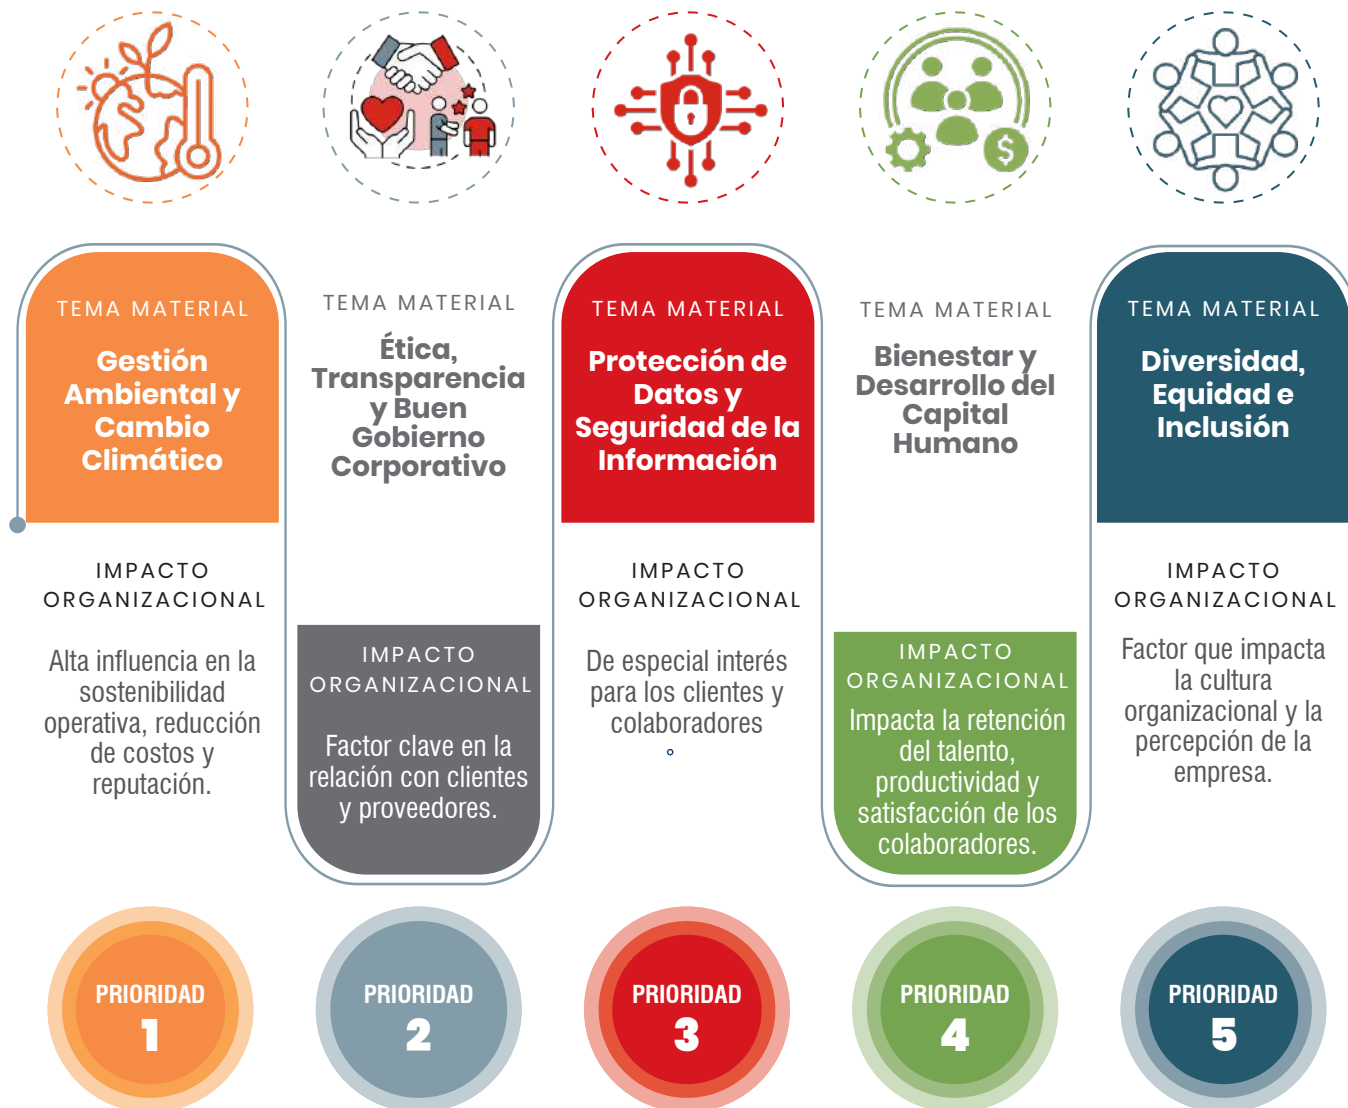 TEMA MATERIAL
Gestión
Ambiental y
Cambio
Climático
IMPACTO
ORGANIZACIONAL
Alta influencia en la
sostenibilidad
operativa, reducción
de costos y
reputación.
PRIORIDAD
1
TEMA MATERIAL
Ética,
Transparencia
y Buen
Gobierno
Corporativo
IMPACTO
ORGANIZACIONAL
Factor clave en la
relación con clientes
y proveedores.
PRIORIDAD
2
TEMA MATERIAL
Protección de
Datos y
Seguridad de la
Información
IMPACTO
ORGANIZACIONAL
De especial interés
para los clientes y
colaboradores
PRIORIDAD
3
TEMA MATERIAL
Bienestar y
Desarrollo del
Capital
Humano
IMPACTO
ORGANIZACIONAL
Impacta la retención
del talento,
productividad y
satisfacción de los
colaboradores.
PRIORIDAD
4
TEMA MATERIAL
Diversidad,
Equidad e
Inclusión
IMPACTO
ORGANIZACIONAL
Factor que impacta
la cultura
organizacional y la
percepción de la
empresa.
PRIORIDAD
5